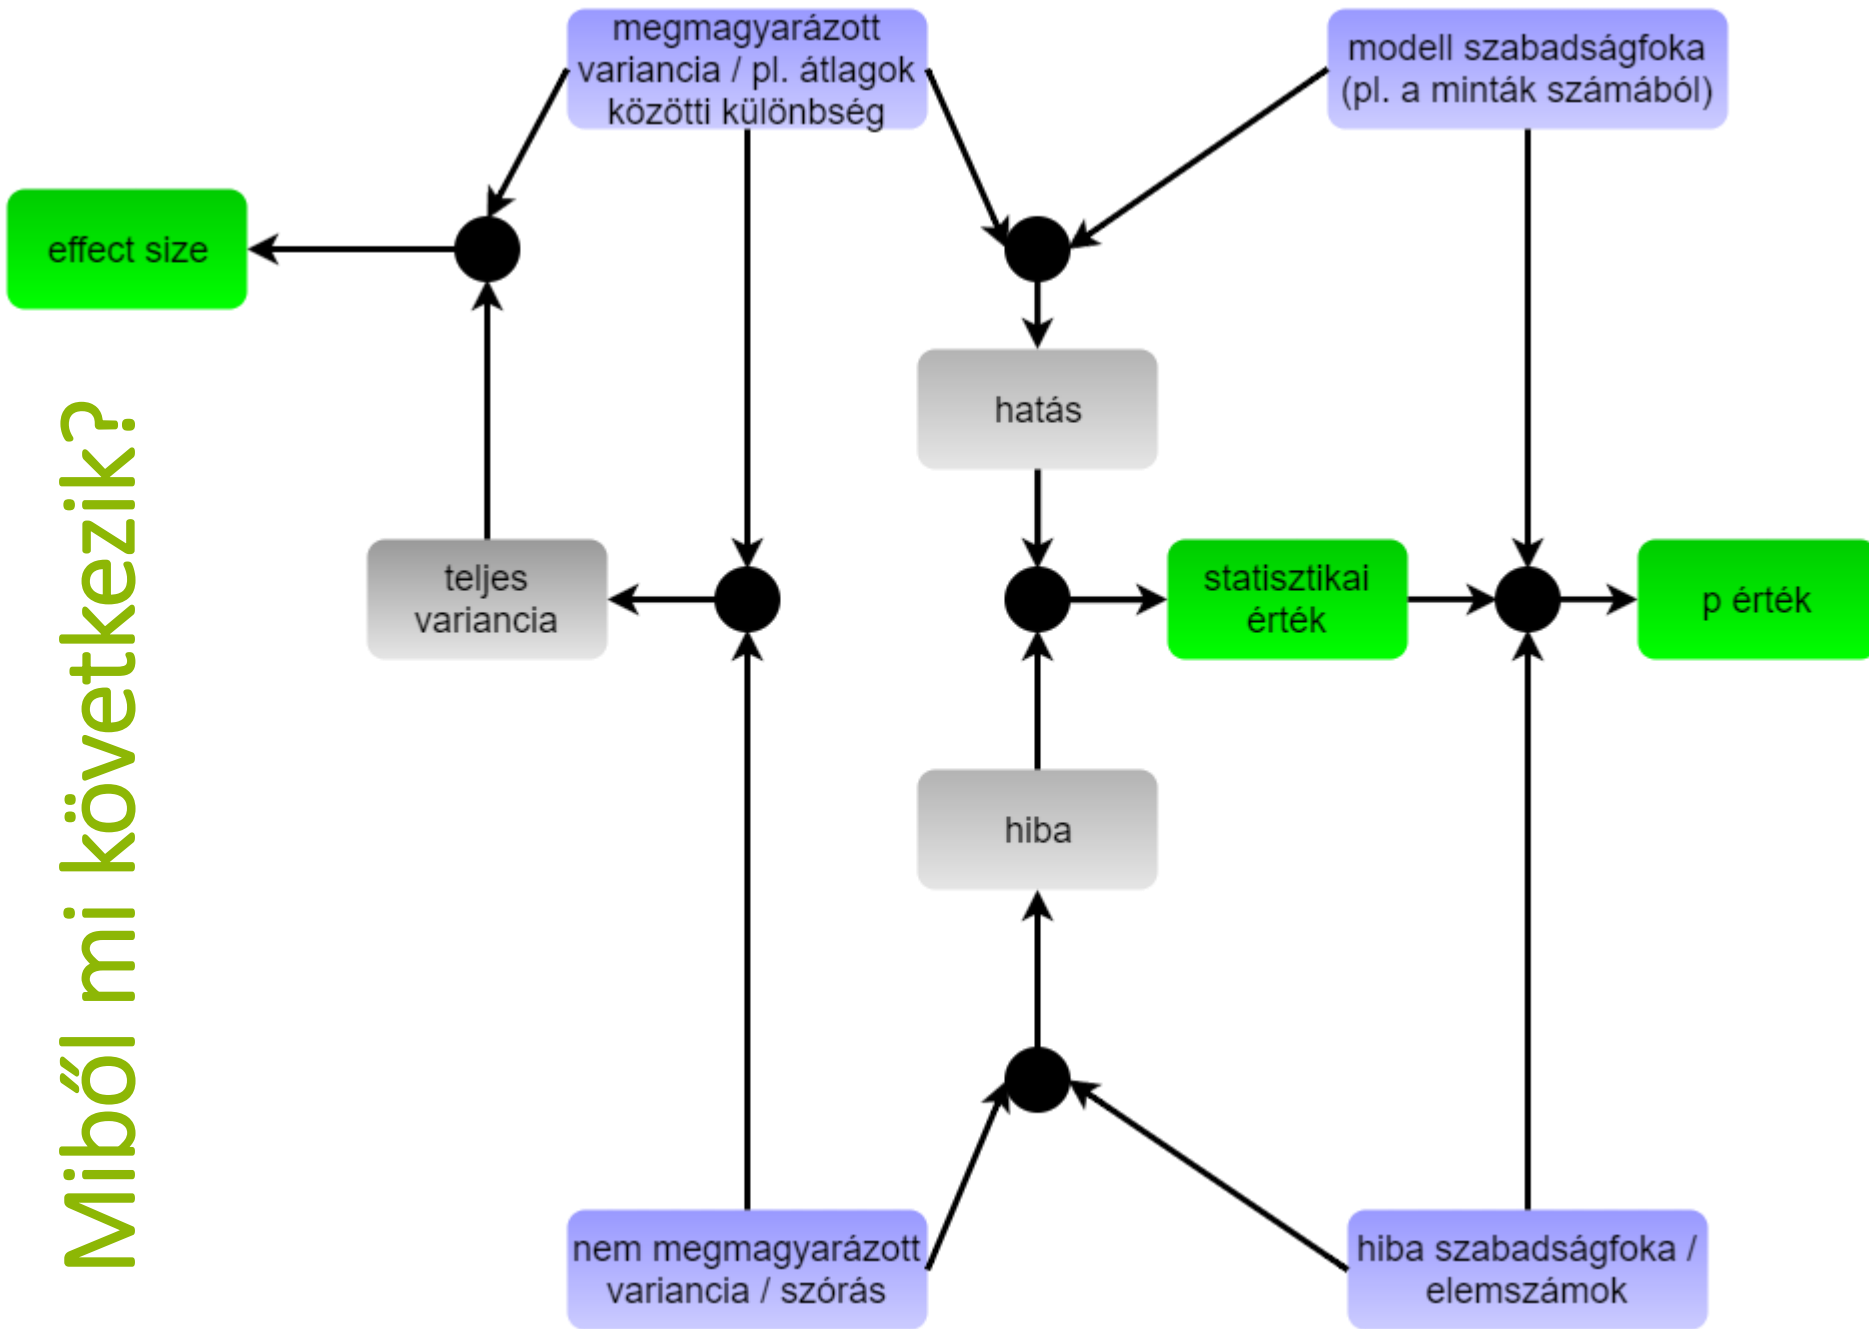 megmagyarázott
variancia / pl. átlagok
közötti különbség
modell szabadságfoka
(pl. a minták számából)
effect size
hatás
Miből mi következik?
teljes
variancia
statisztikai
érték
p érték
hiba
nem megmagyarázott
variancia / szórás
hiba szabadságfoka /
elemszámok